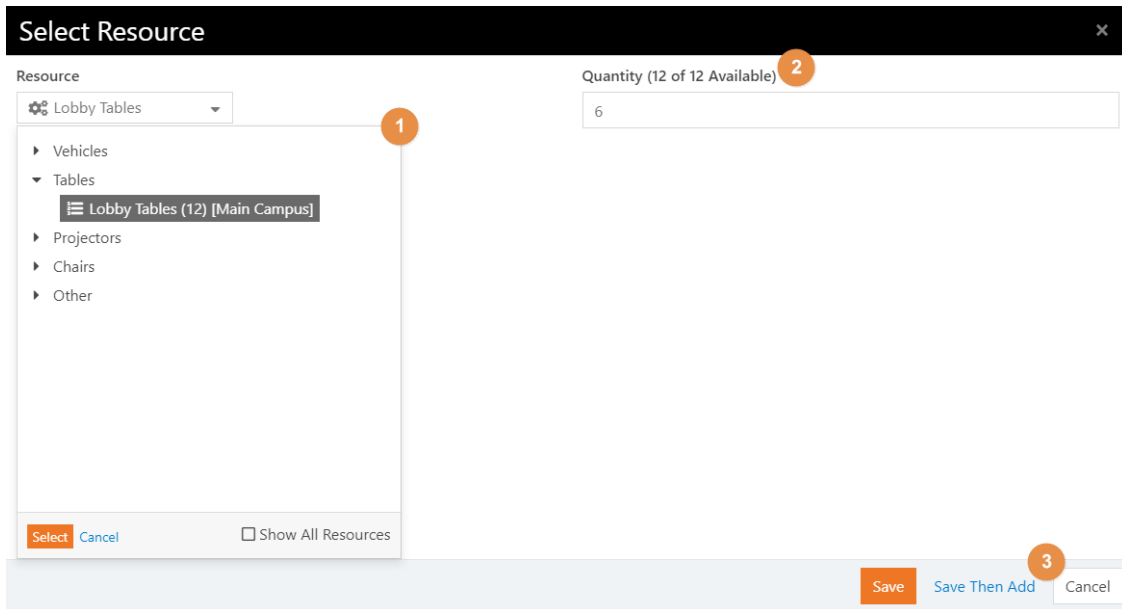 Select Resource ×
Resource
Quantity (12 of 12 Available) 2
Lobby Tables
6
1
Vehicles
Tables
Lobby Tables (12) [Main Campus]
Projectors
Chairs
Other
Select Cancel Show All Resources
3
Save Save Then Add Cancel